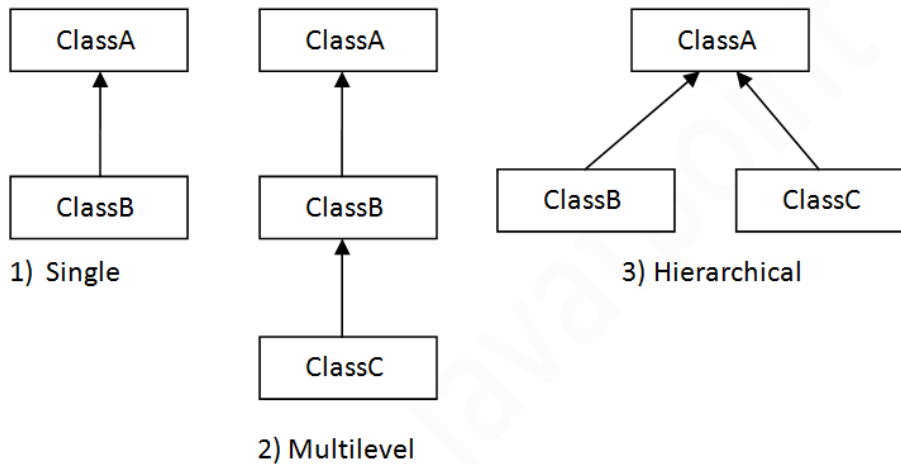 ClassA
ClassB
1) Single
ClassA
ClassB
ClassC
2) Multilevel
ClassA
ClassB
ClassC
3) Hierarchical